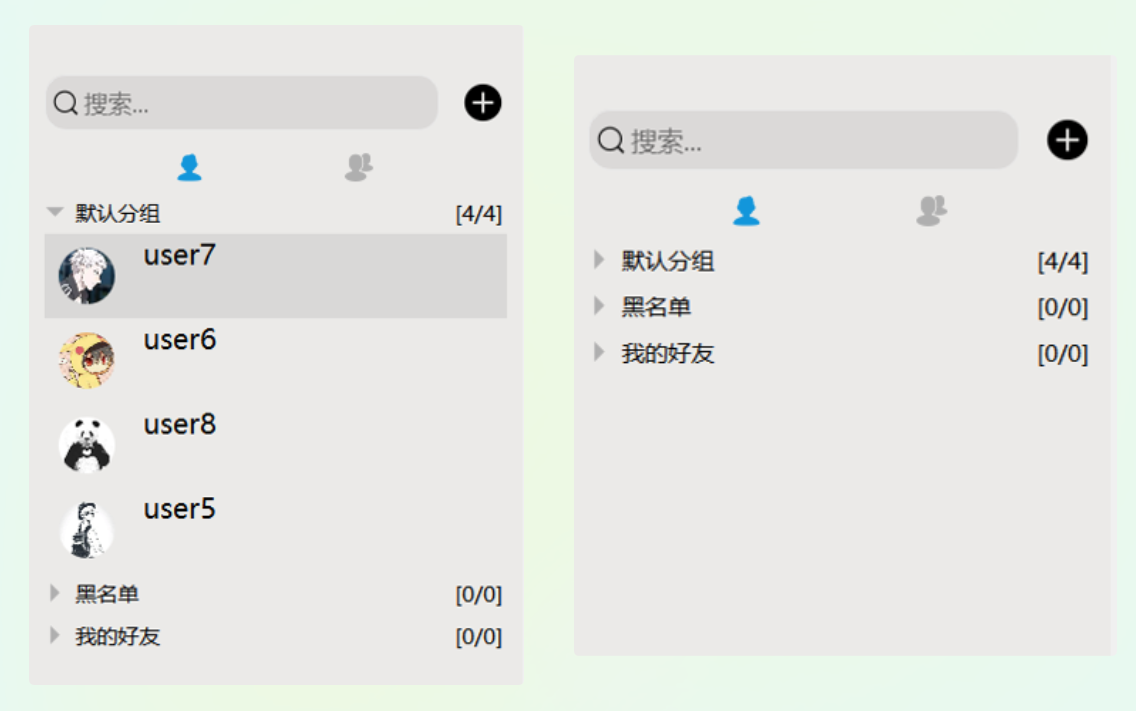 搜索...
默认分组 [4/4]
user7
user6
user8
user5
黑名单 [0/0]
我的好友 [0/0]
搜索...
默认分组 [4/4]
黑名单 [0/0]
我的好友 [0/0]